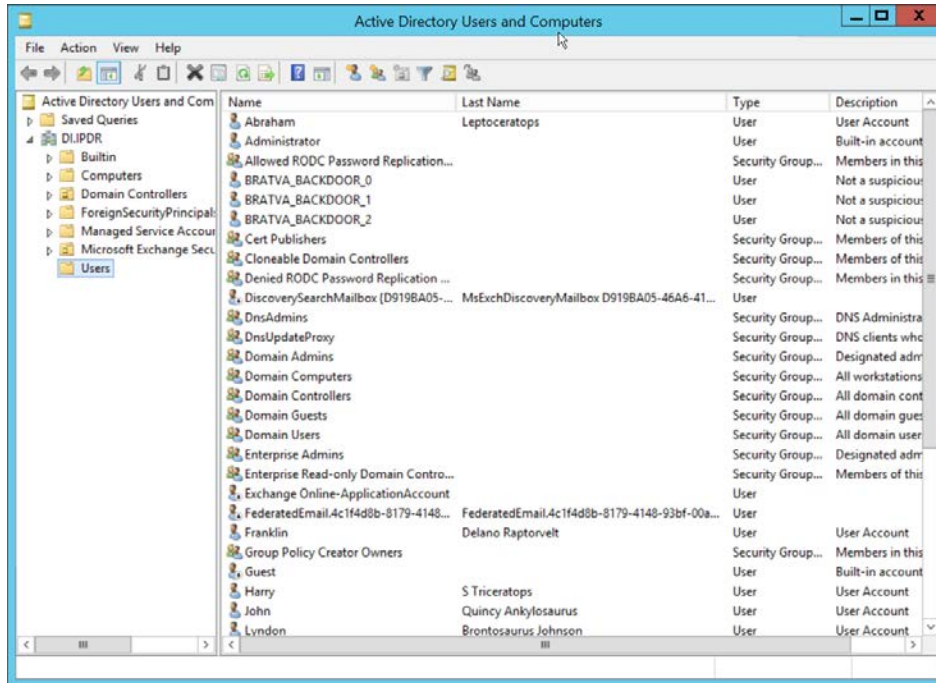 Active Directory Users and Computers
File Action View Help
Active Directory Users and Com
Saved Queries
DI.IPDR
Builtin
Computers
Domain Controllers
ForeignSecurityPrincipals
Managed Service Accour
Microsoft Exchange Secu
Users
Name Last Name Type Description
Abraham Leptoceratops User User Account
Administrator User Built-in account
Allowed RODC Password Replication... Security Group... Members in this
BRATVA_BACKDOOR_0 User Not a suspiciou
BRATVA_BACKDOOR_1 User Not a suspiciou
BRATVA_BACKDOOR_2 User Not a suspiciou
Cert Publishers Security Group... Members of this
Cloneable Domain Controllers Security Group... Members of this
Denied RODC Password Replication ... Security Group... Members in this
DiscoverySearchMailbox {D919BA05-... MsExchDiscoveryMailbox D919BA05-46A6-41... User
DnsAdmins Security Group... DNS Administra
DnsUpdateProxy Security Group... DNS clients who
Domain Admins Security Group... Designated adm
Domain Computers Security Group... All workstations
Domain Controllers Security Group... All domain cont
Domain Guests Security Group... All domain gues
Domain Users Security Group... All domain user
Enterprise Admins Security Group... Designated adm
Enterprise Read-only Domain Contro... Security Group... Members of this
Exchange Online-ApplicationAccount User
FederatedEmail.4c1f4d8b-8179-4148... FederatedEmail.4c1f4d8b-8179-4148-93bf-00a... User
Franklin Delano Raptorvelt User User Account
Group Policy Creator Owners Security Group... Members in this
Guest User Built-in account
Harry S Triceratops User User Account
John Quincy Ankylosaurus User User Account
Lyndon Brontosaurus Johnson User User Account